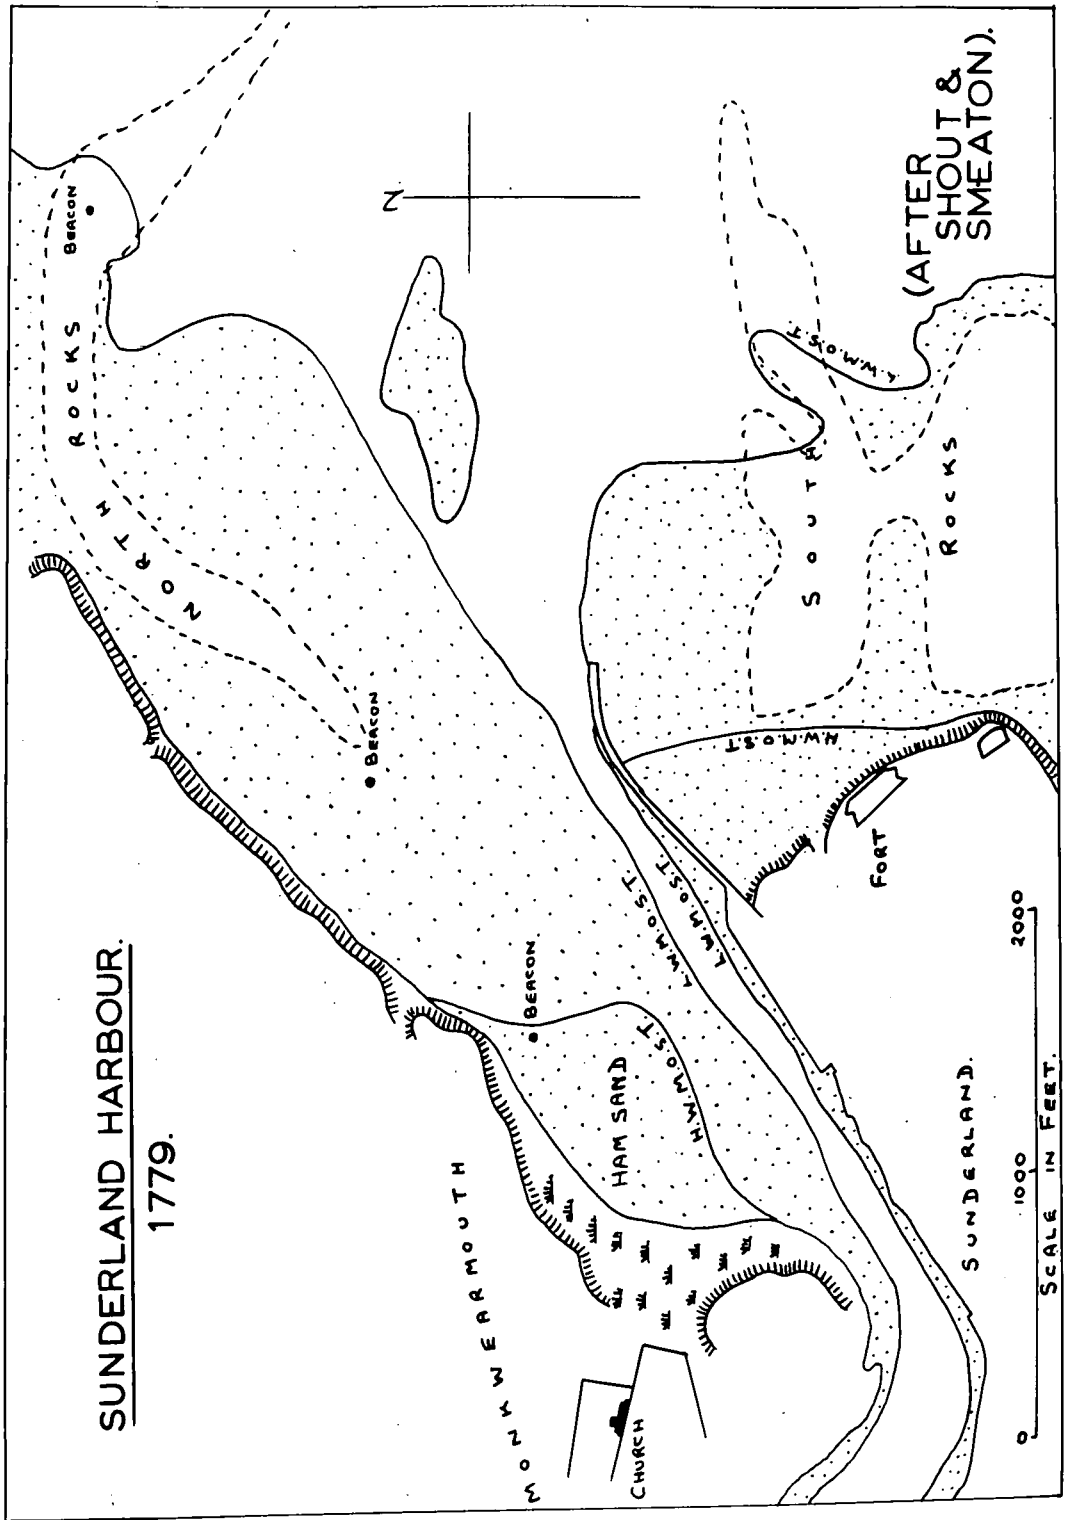 SUNDERLAND HARBOUR.
1779.
MONKWEARMOUTH
CHURCH
HAM SAND
H.W.M.O.S.T
BEACON
BEACON
NORTH ROCKS
BEACON
N
L.W.M.O.S.T.
L.W.M.O.S.T
H.W.M.O.S.T
FORT
SOUTH
ROCKS
L.W.M.O.S.T
SUNDERLAND.
0 1000 2000
SCALE IN FEET.
(AFTER
SHOUT &
SMEATON).